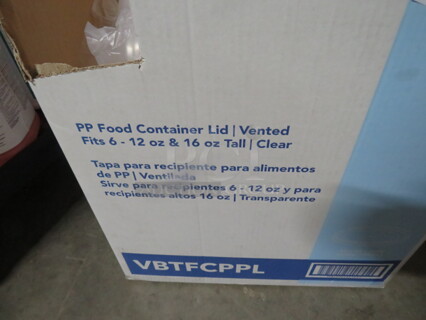 PP Food Container Lid | Vented
Fits 6 - 12 oz & 16 oz Tall | Clear
Tapa para recipiente para alimentos
de PP | Ventilada
Sirve para recipientes 6 - 12 oz y para
recipientes altos 16 oz | Transparente
VBTFCPPL